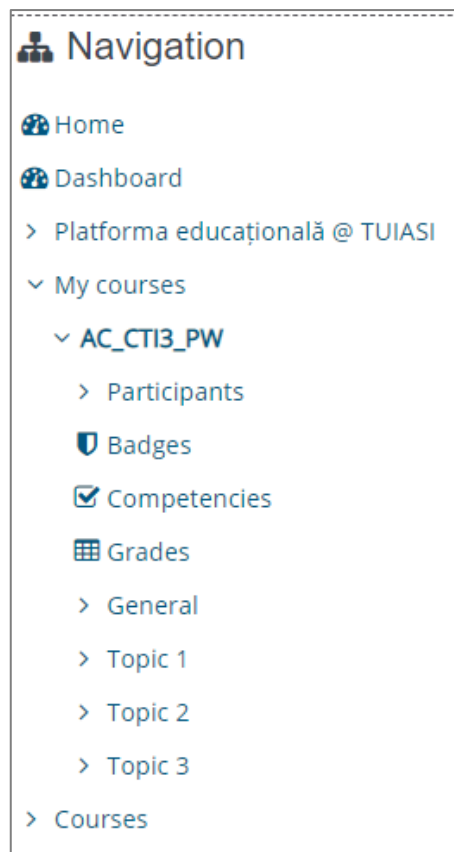 Navigation
Home
Dashboard
Platforma educațională @ TUIASI
My courses
AC_CTI3_PW
Participants
Badges
Competencies
Grades
General
Topic 1
Topic 2
Topic 3
Courses